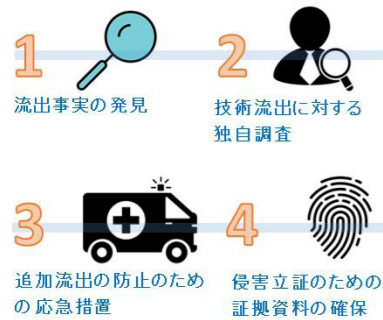 1
流出事実の発見
2
技術流出に対する
独自調査
3
追加流出の防止のため
の応急措置
4
侵害立証のための
証拠資料の確保